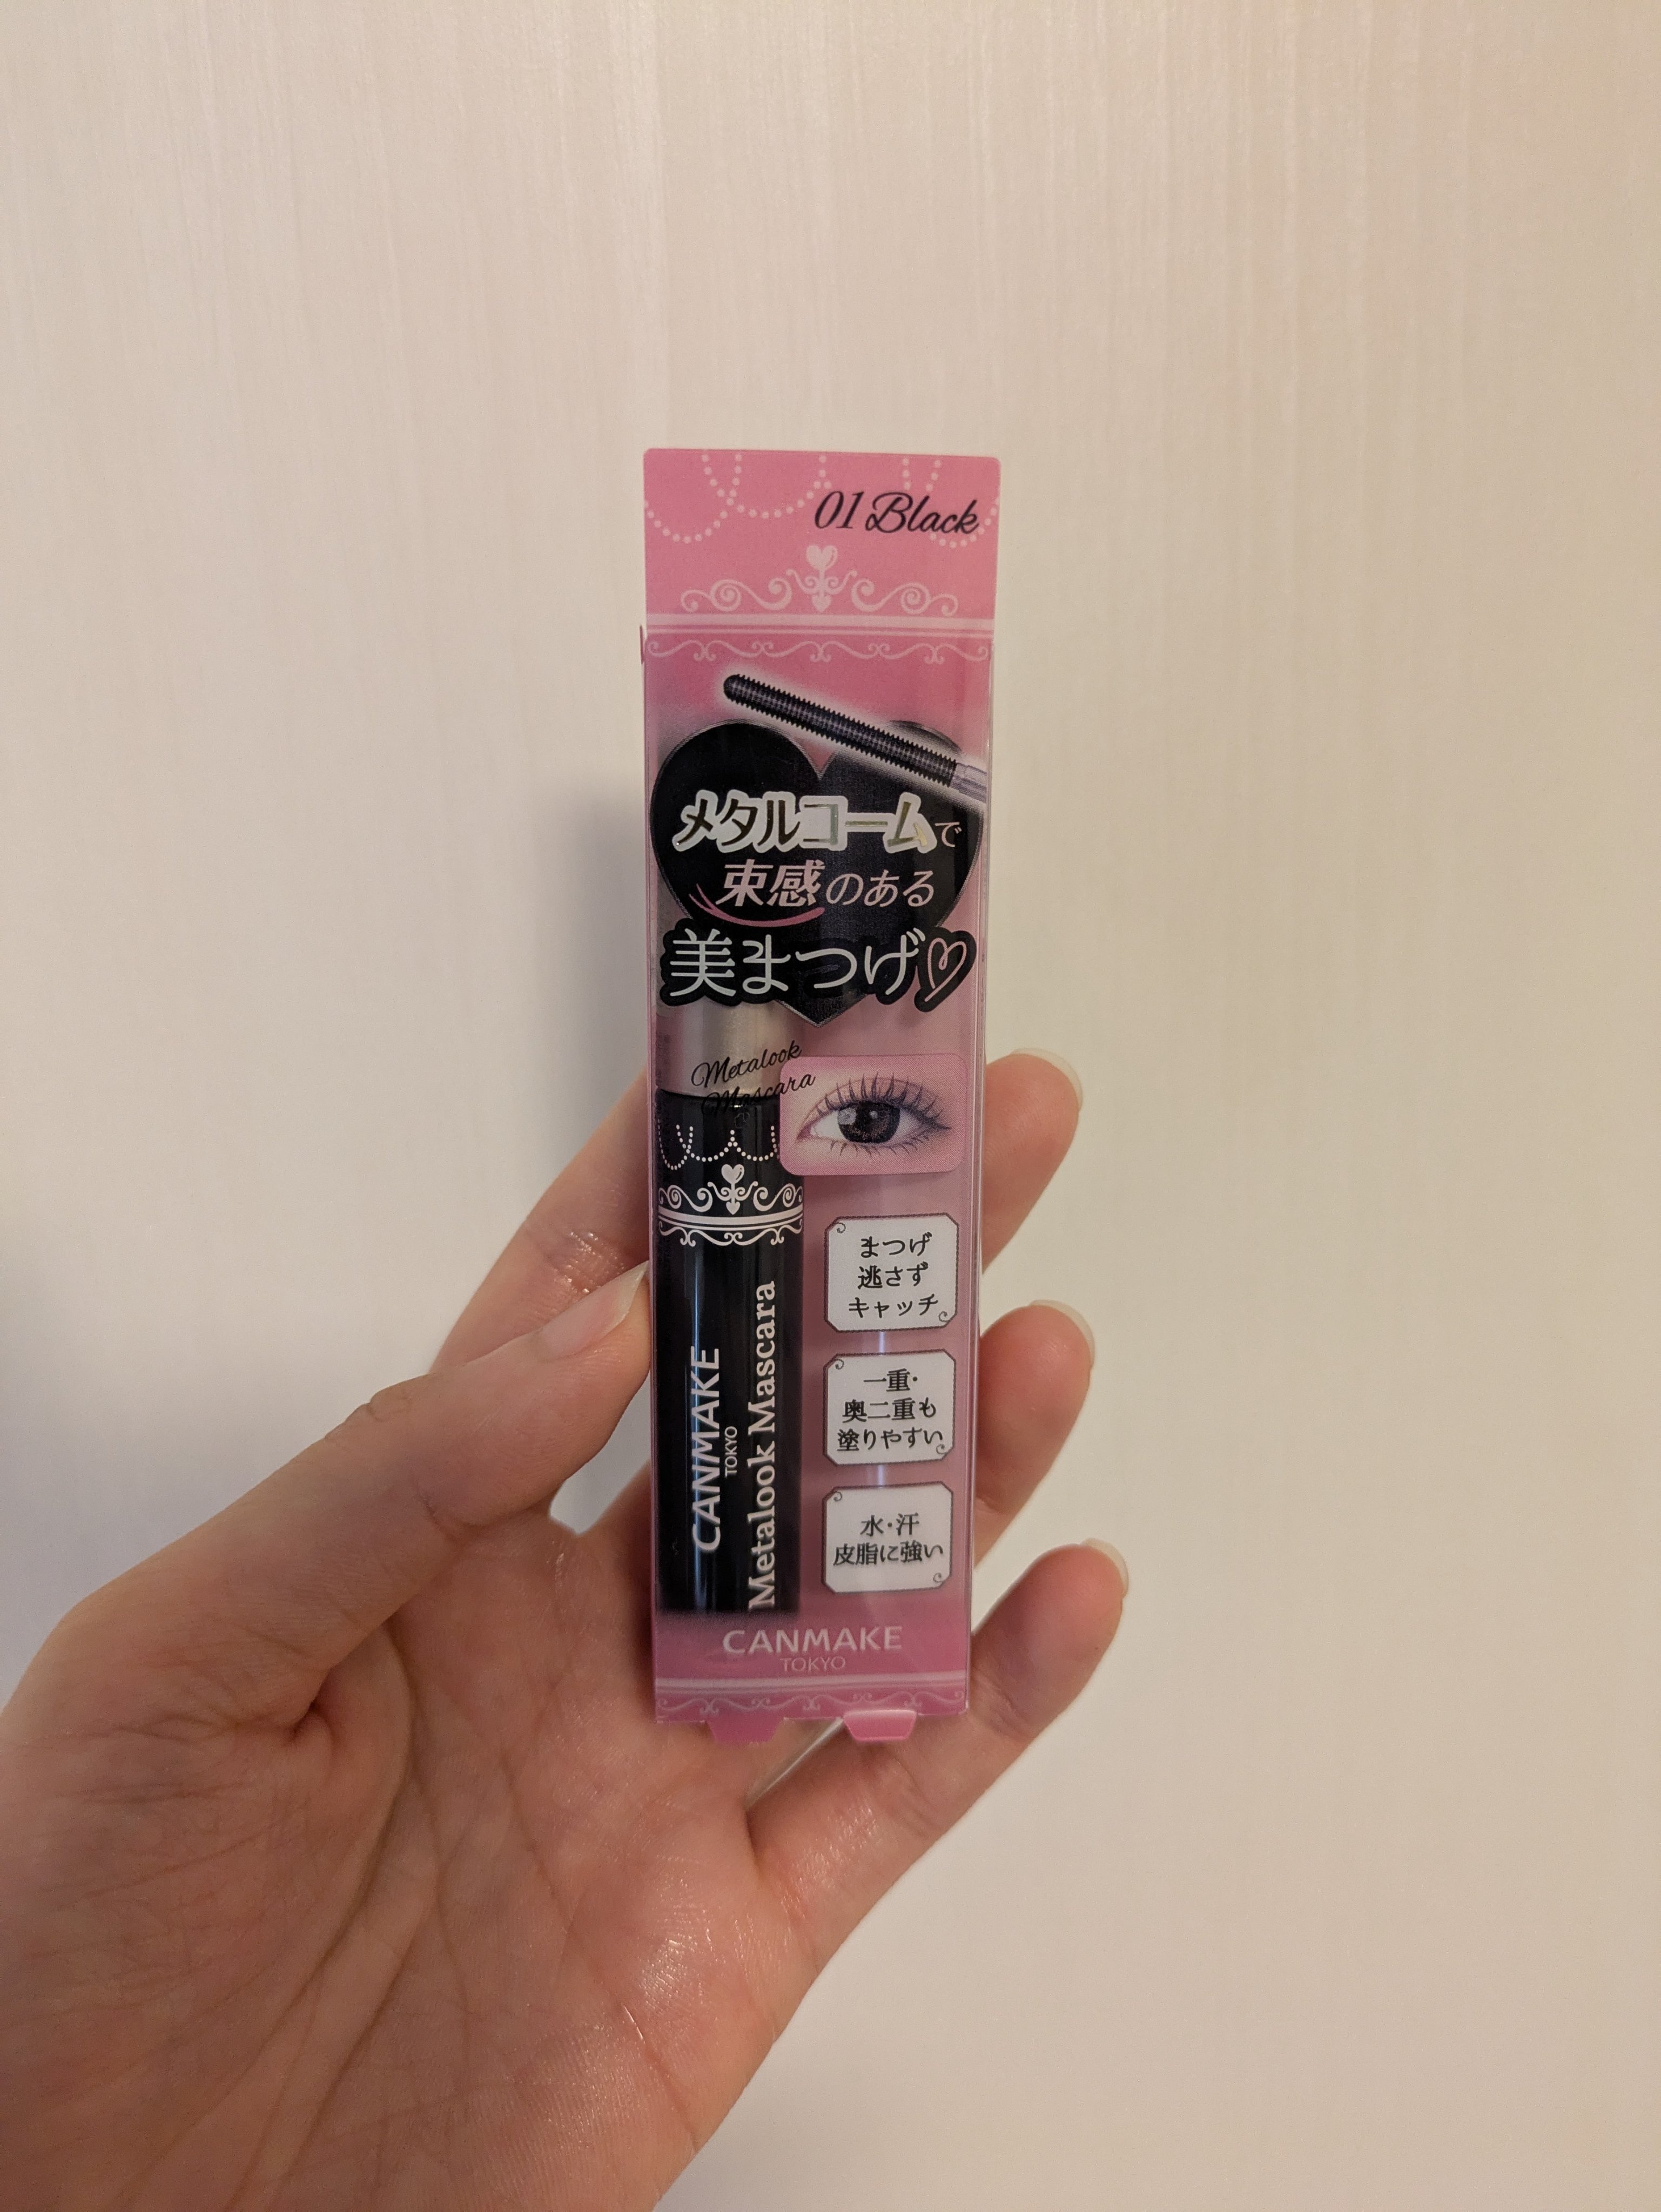 01 Black
メタルコームで
束感のある
美まつげ
Metalook
Mascara
まつげ
逃さず
キャッチ
一重・
奥二重も
塗りやすい
水・汗
皮脂に強い
CANMAKE
TOKYO
Metalook Mascara
CANMAKE
TOKYO